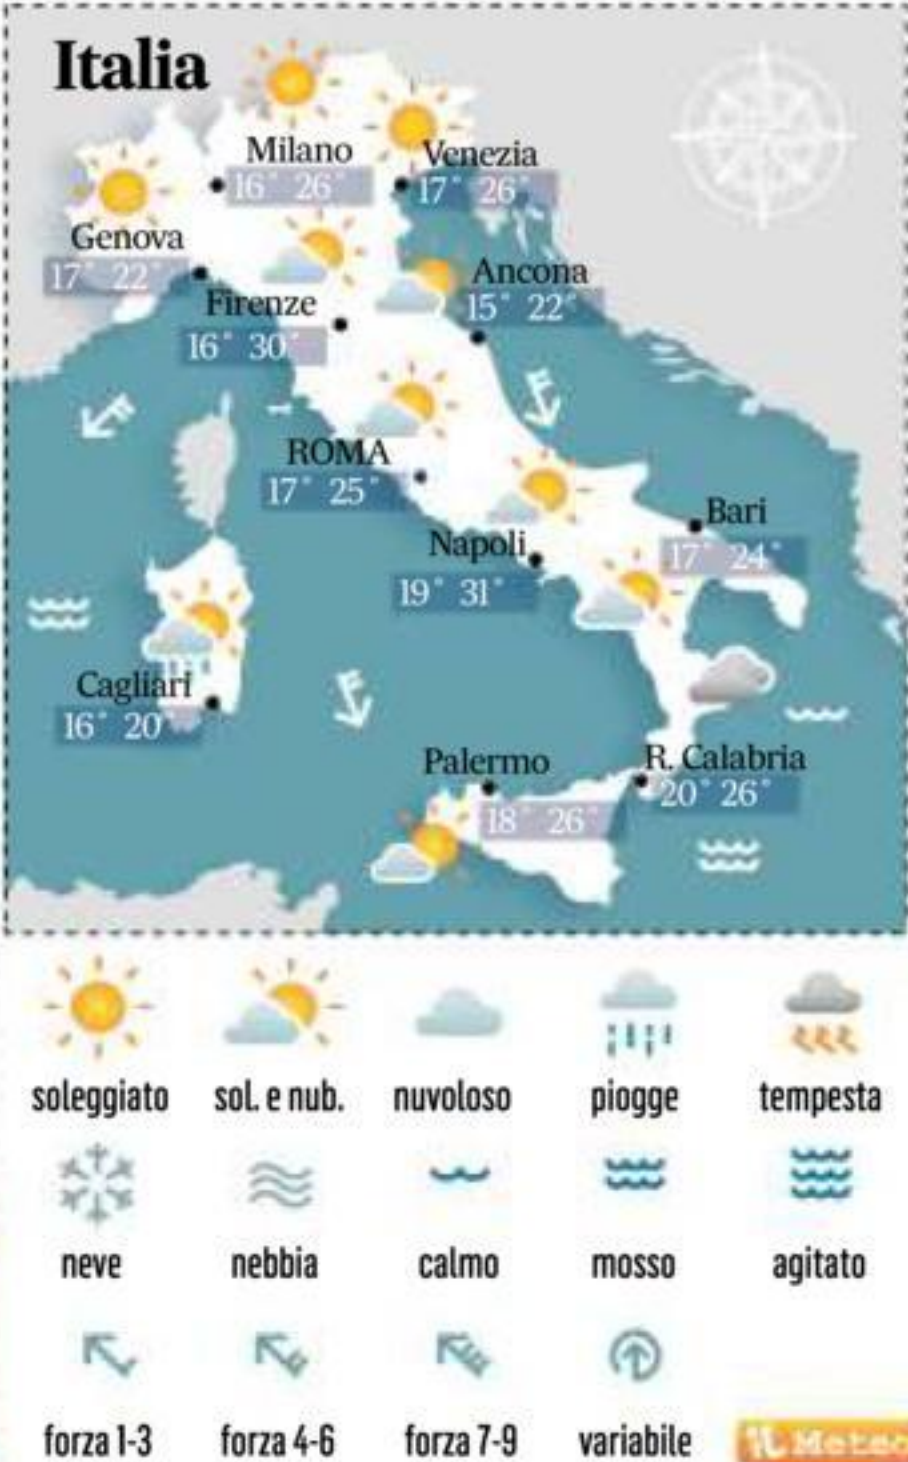 Italia
Milano
16° 26°
Venezia
17° 26°
Genova
17° 22°
Ancona
15° 22°
Firenze
16° 30°
ROMA
17° 25°
Bari
17° 24°
Napoli
19° 31°
Cagliari
16° 20°
Palermo
18° 26°
R. Calabria
20° 26°
soleggiato sol. e nub. nuvoloso piogge tempesta
neve nebbia calmo mosso agitato
forza 1-3 forza 4-6 forza 7-9 variabile
iL Meteo